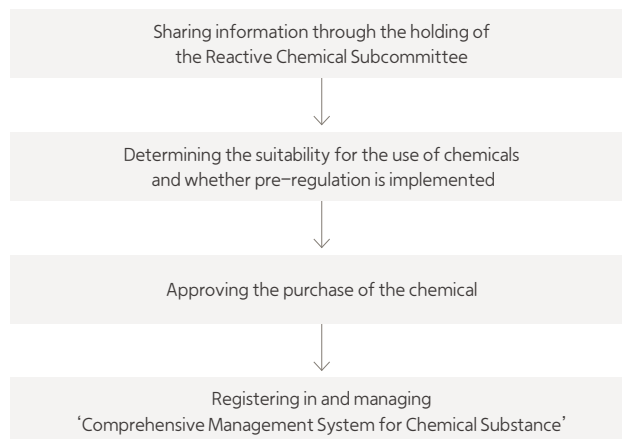 Sharing information through the holding of
the Reactive Chemical Subcommittee
Determining the suitability for the use of chemicals
and whether pre-regulation is implemented
Approving the purchase of the chemical
Registering in and managing
‘Comprehensive Management System for Chemical Substance’